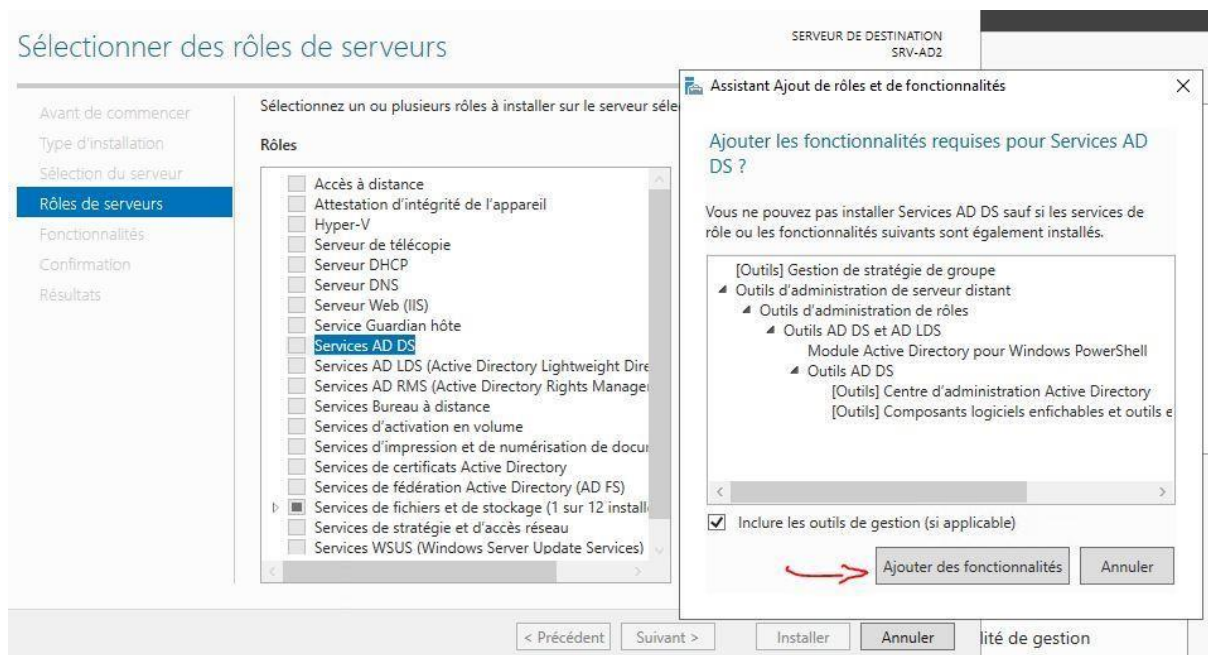 Sélectionner des rôles de serveurs
SERVEUR DE DESTINATION
SRV-AD2
Avant de commencer
Type d'installation
Sélection du serveur
Rôles de serveurs
Fonctionnalités
Confirmation
Résultats
Sélectionnez un ou plusieurs rôles à installer sur le serveur séle
Rôles
Accès à distance
Attestation d'intégrité de l'appareil
Hyper-V
Serveur de télécopie
Serveur DHCP
Serveur DNS
Serveur Web (IIS)
Service Guardian hôte
Services AD DS
Services AD LDS (Active Directory Lightweight Dire
Services AD RMS (Active Directory Rights Manage
Services Bureau à distance
Services d'activation en volume
Services d'impression et de numérisation de docu
Services de certificats Active Directory
Services de fédération Active Directory (AD FS)
Services de fichiers et de stockage (1 sur 12 install
Services de stratégie et d'accès réseau
Services WSUS (Windows Server Update Services)
< Précédent
Suivant >
Installer
Annuler
Assistant Ajout de rôles et de fonctionnalités
Ajouter les fonctionnalités requises pour Services AD
DS ?
Vous ne pouvez pas installer Services AD DS sauf si les services de
rôle ou les fonctionnalités suivants sont également installés.
[Outils] Gestion de stratégie de groupe
Outils d'administration de serveur distant
Outils d'administration de rôles
Outils AD DS et AD LDS
Module Active Directory pour Windows PowerShell
Outils AD DS
[Outils] Centre d'administration Active Directory
[Outils] Composants logiciels enfichables et outils e
Inclure les outils de gestion (si applicable)
Ajouter des fonctionnalités
Annuler
lité de gestion